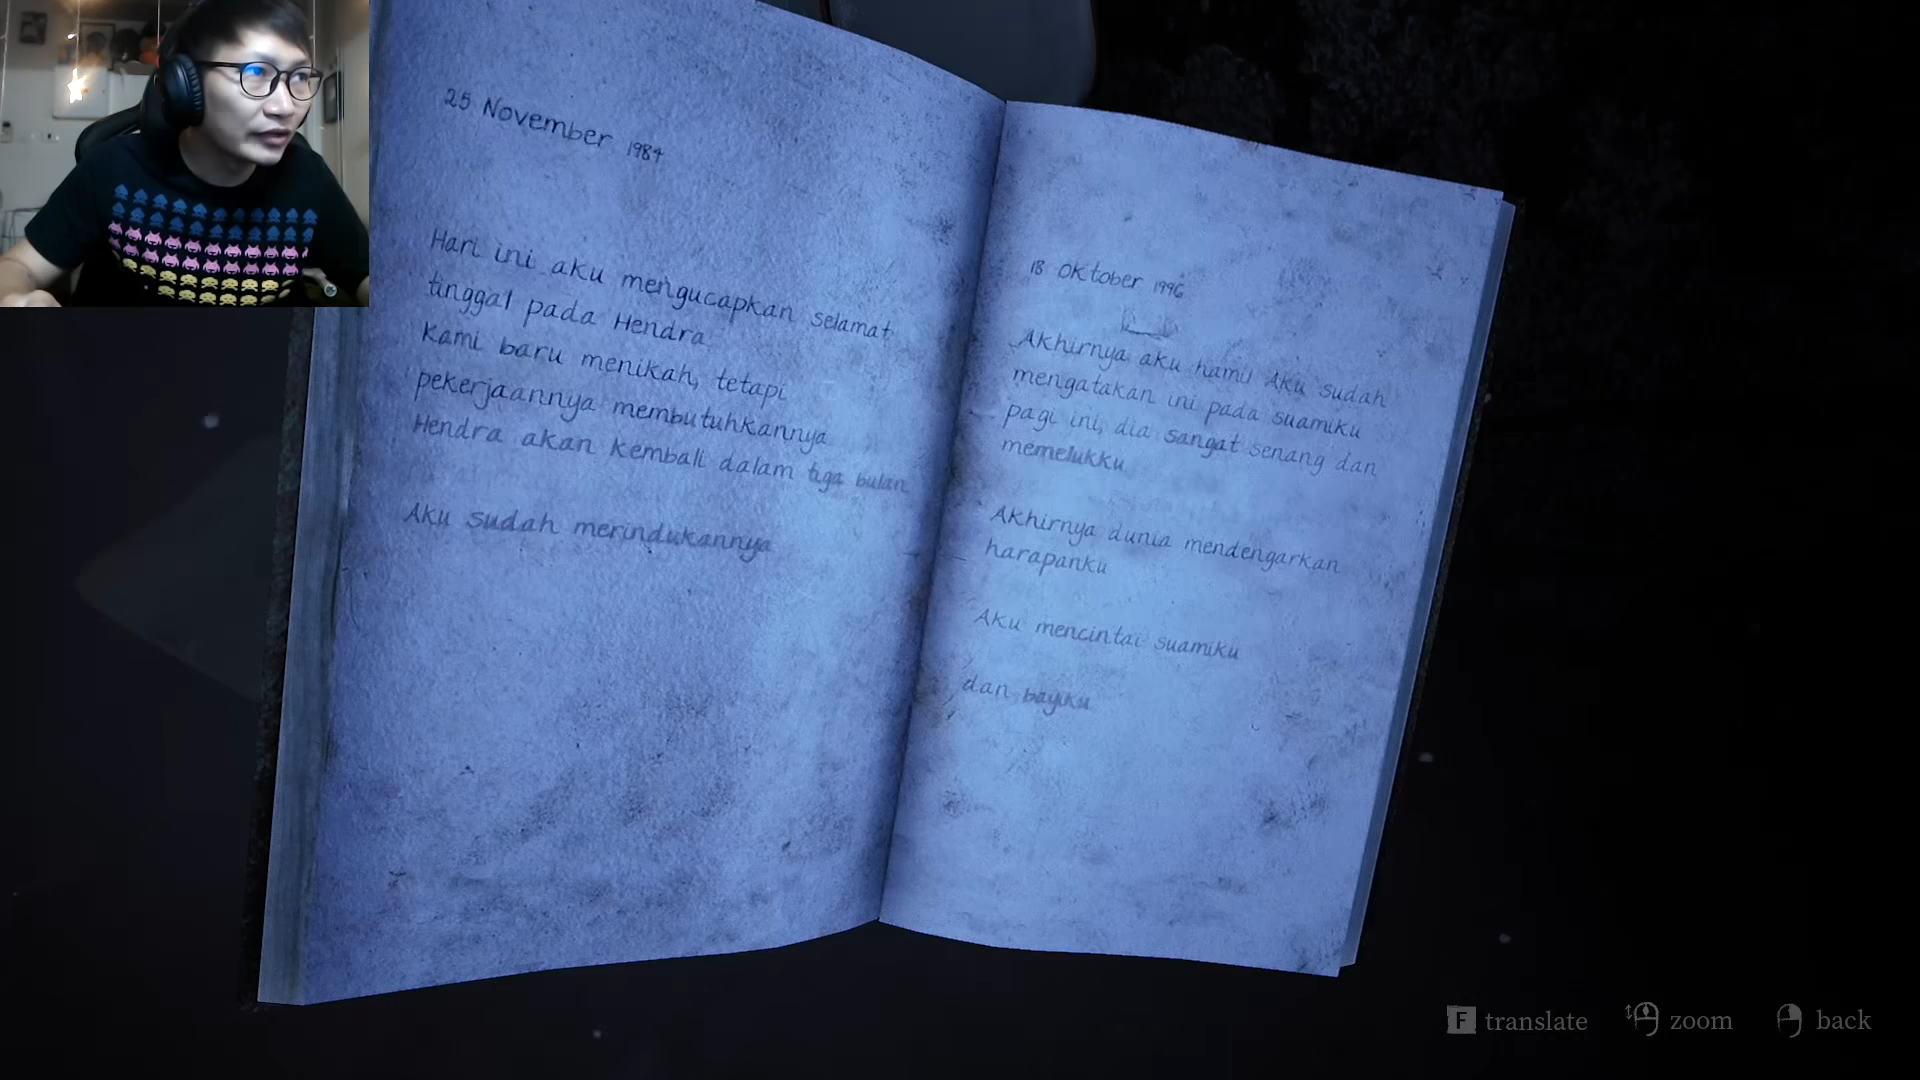 25 November 1984
Hari ini aku mengucapkan selamat
tinggal pada Hendra
Kami baru menikah, tetapi
pekerjaannya membutuhkannya
Hendra akan kembali dalam tiga bulan
Aku sudah merindukannya
18 Oktober 1996
Akhirnya aku hamil Aku sudah
mengatakan ini pada suamiku
pagi ini, dia sangat senang dan
memelukku
Akhirnya dunia mendengarkan
harapanku
Aku mencintai suamiku
dan bayiku
F translate zoom back